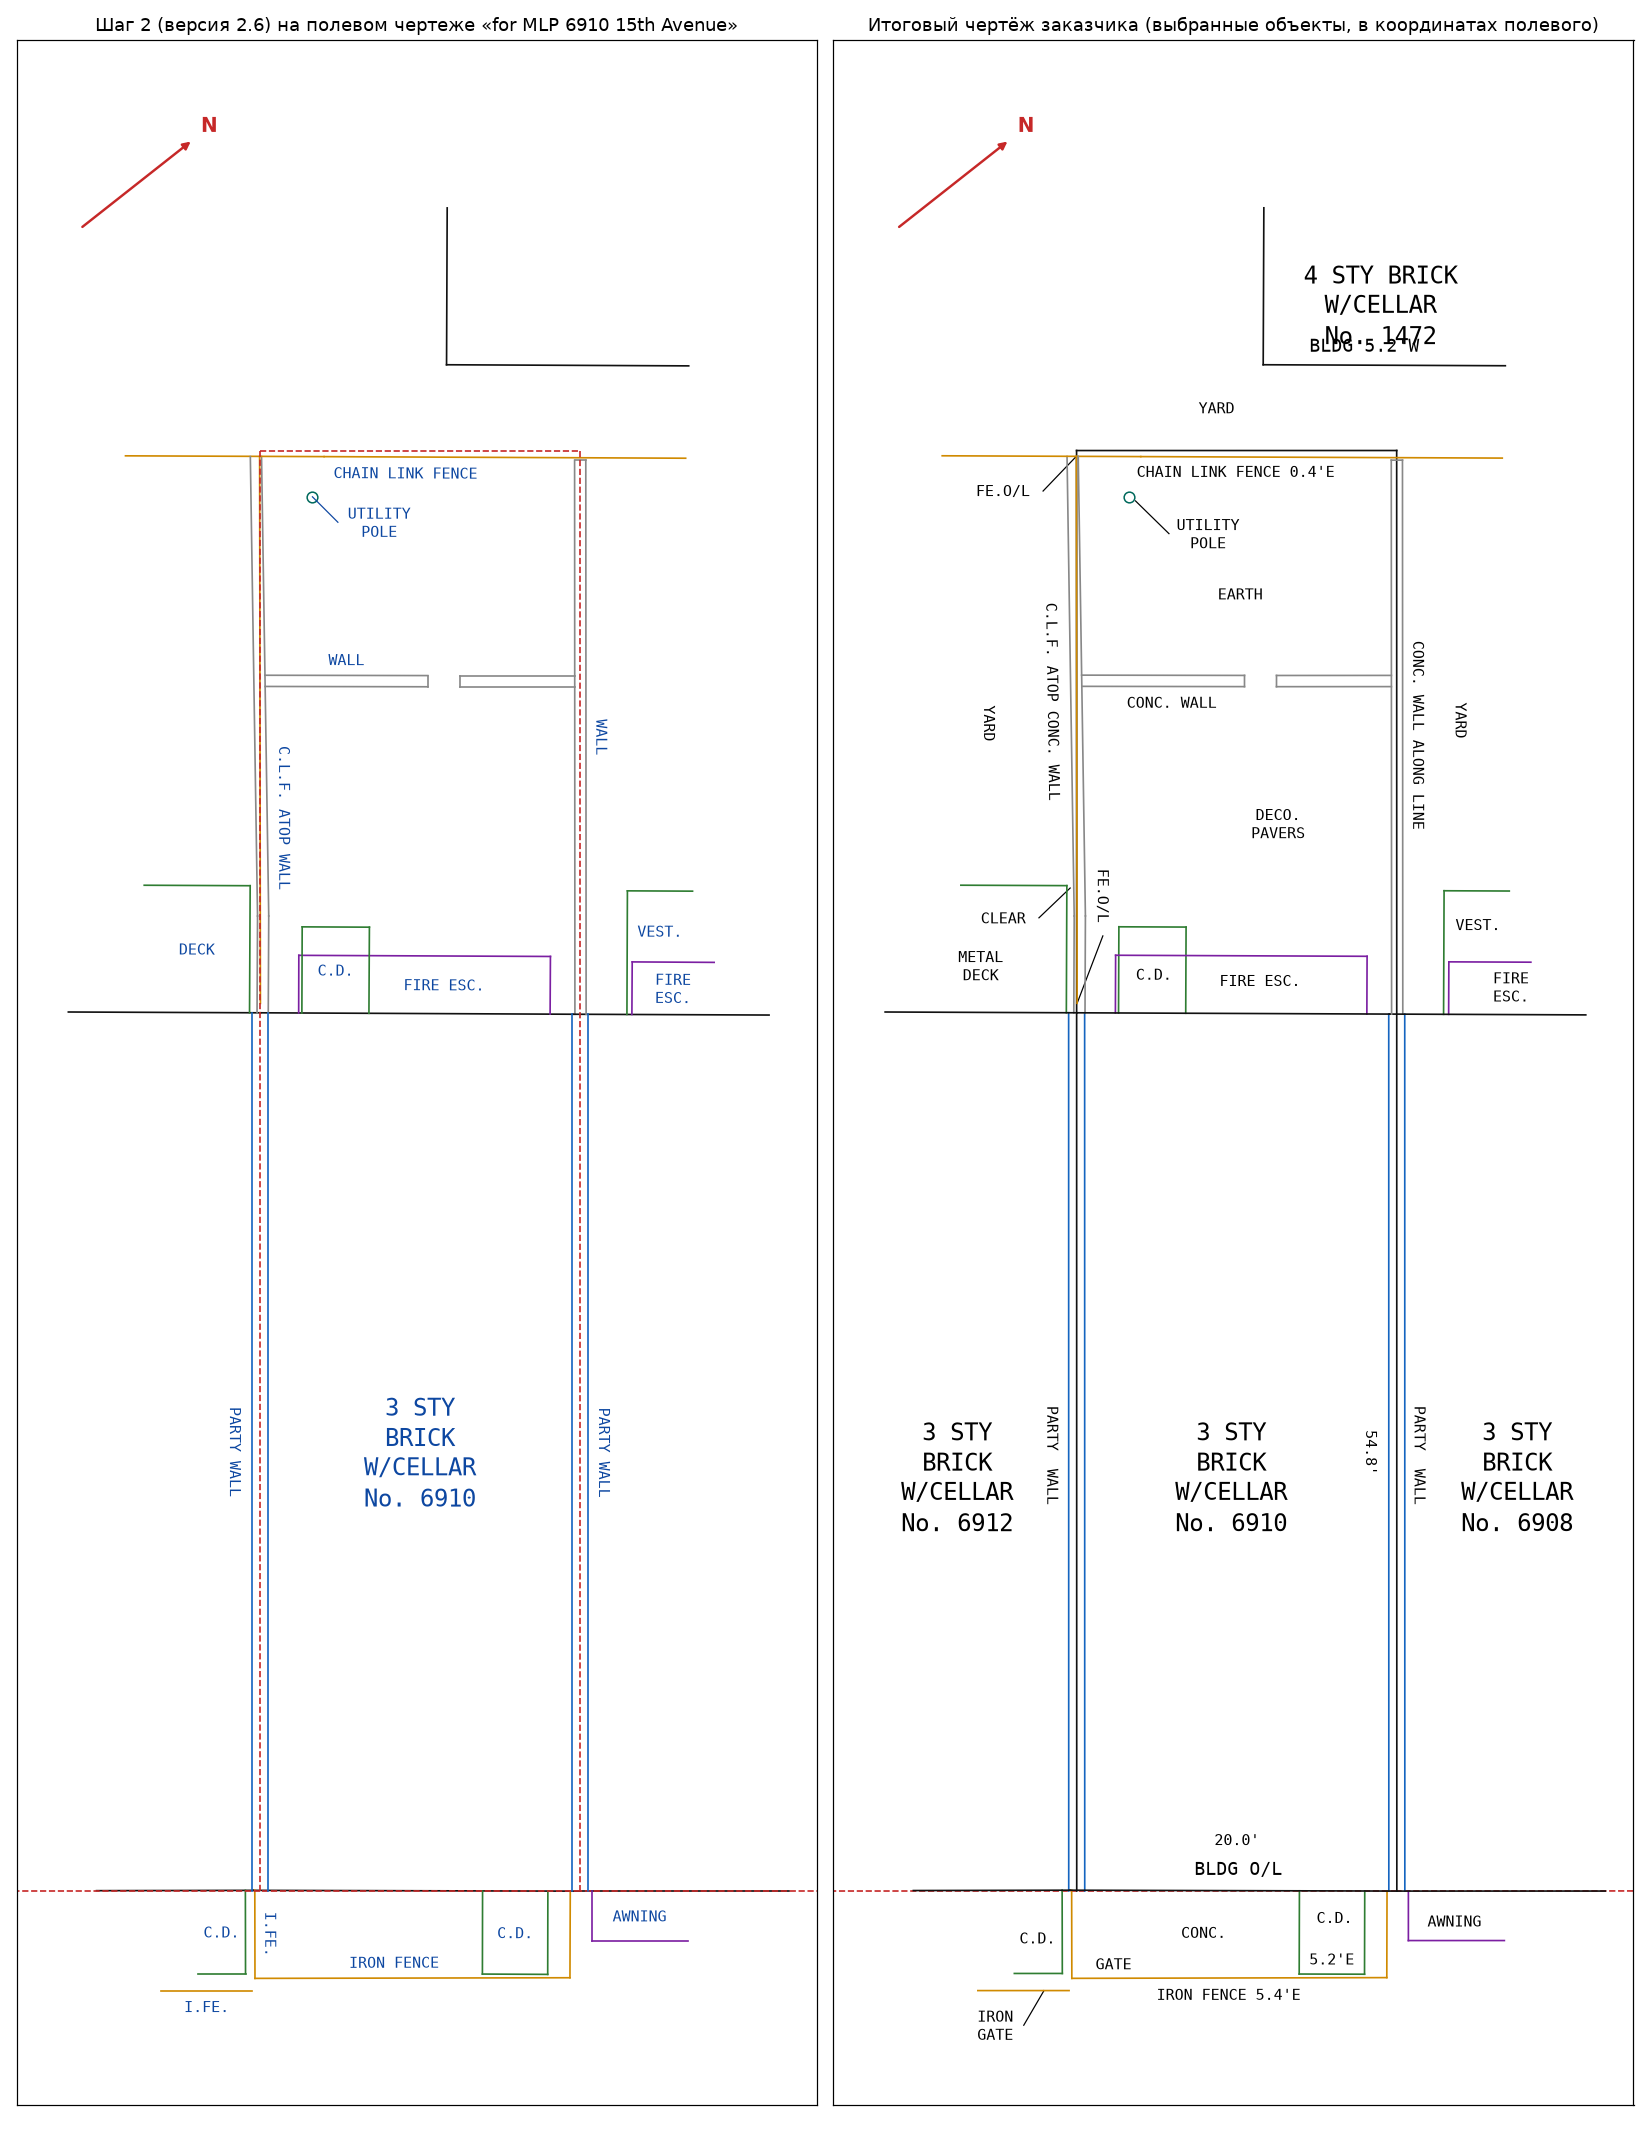 Шаг 2 (версия 2.6) на полевом чертеже «for MLP 6910 15th Avenue»
N
CHAIN LINK FENCE
UTILITY
POLE
WALL
WALL
C.L.F. ATOP WALL
DECK
C.D.
FIRE ESC.
VEST.
FIRE
ESC.
PARTY WALL
3 STY
BRICK
W/CELLAR
No. 6910
PARTY WALL
C.D.
I.FE.
IRON FENCE
C.D.
AWNING
I.FE.
Итоговый чертёж заказчика (выбранные объекты, в координатах полевого)
N
4 STY BRICK
W/CELLAR
No. 1472
BLDG 5.2'W
YARD
FE.O/L
CHAIN LINK FENCE 0.4'E
UTILITY
POLE
EARTH
C.L.F. ATOP CONC. WALL
CONC. WALL
CONC. WALL ALONG LINE
YARD
YARD
DECO.
PAVERS
FE.O/L
CLEAR
METAL
DECK
C.D.
FIRE ESC.
VEST.
FIRE
ESC.
3 STY
BRICK
W/CELLAR
No. 6912
PARTY WALL
3 STY
BRICK
W/CELLAR
No. 6910
54.8'
PARTY WALL
3 STY
BRICK
W/CELLAR
No. 6908
20.0'
BLDG O/L
C.D.
CONC.
GATE
C.D.
5.2'E
AWNING
IRON FENCE 5.4'E
IRON
GATE